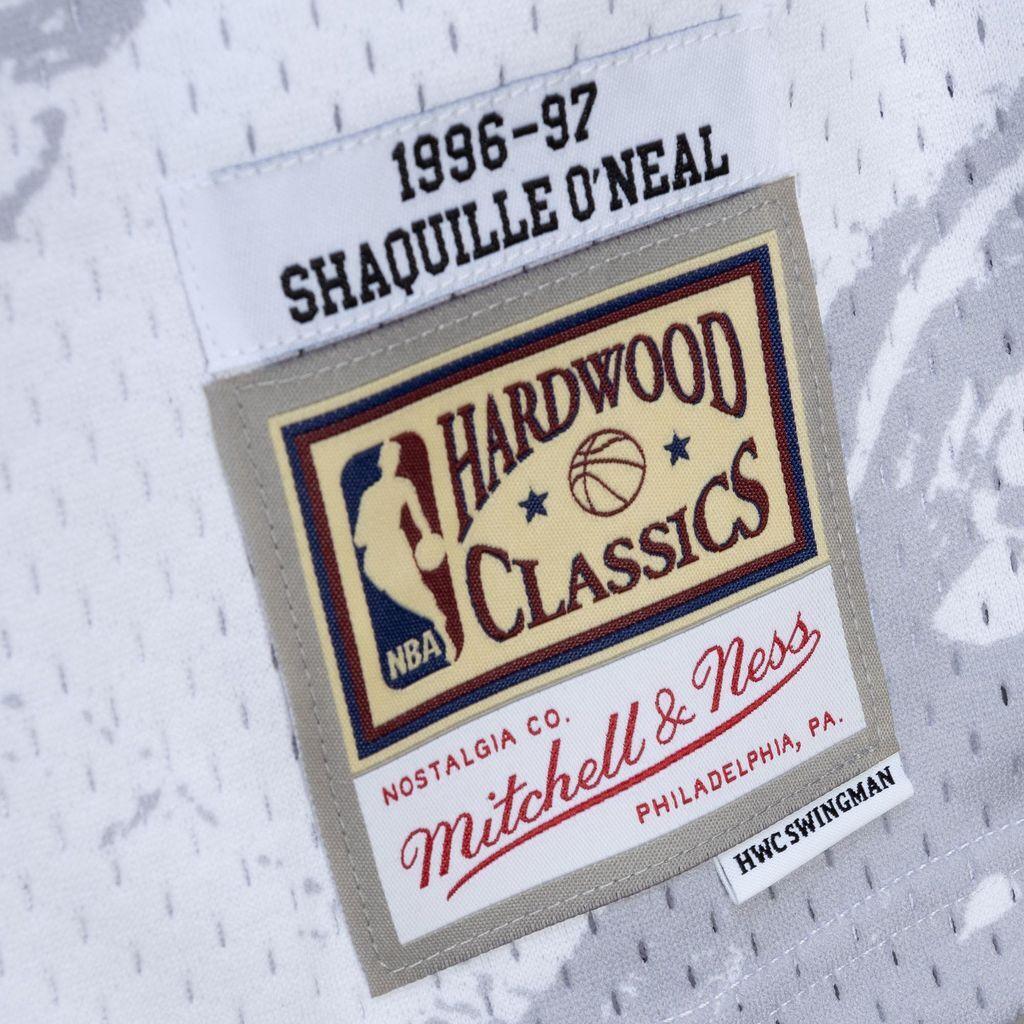 1996-97
SHAQUILLE O'NEAL
HARDWOOD
CLASSICS
NBA
NOSTALGIA CO.
Mitchell & Ness
PHILADELPHIA, PA.
HWC SWINGMAN